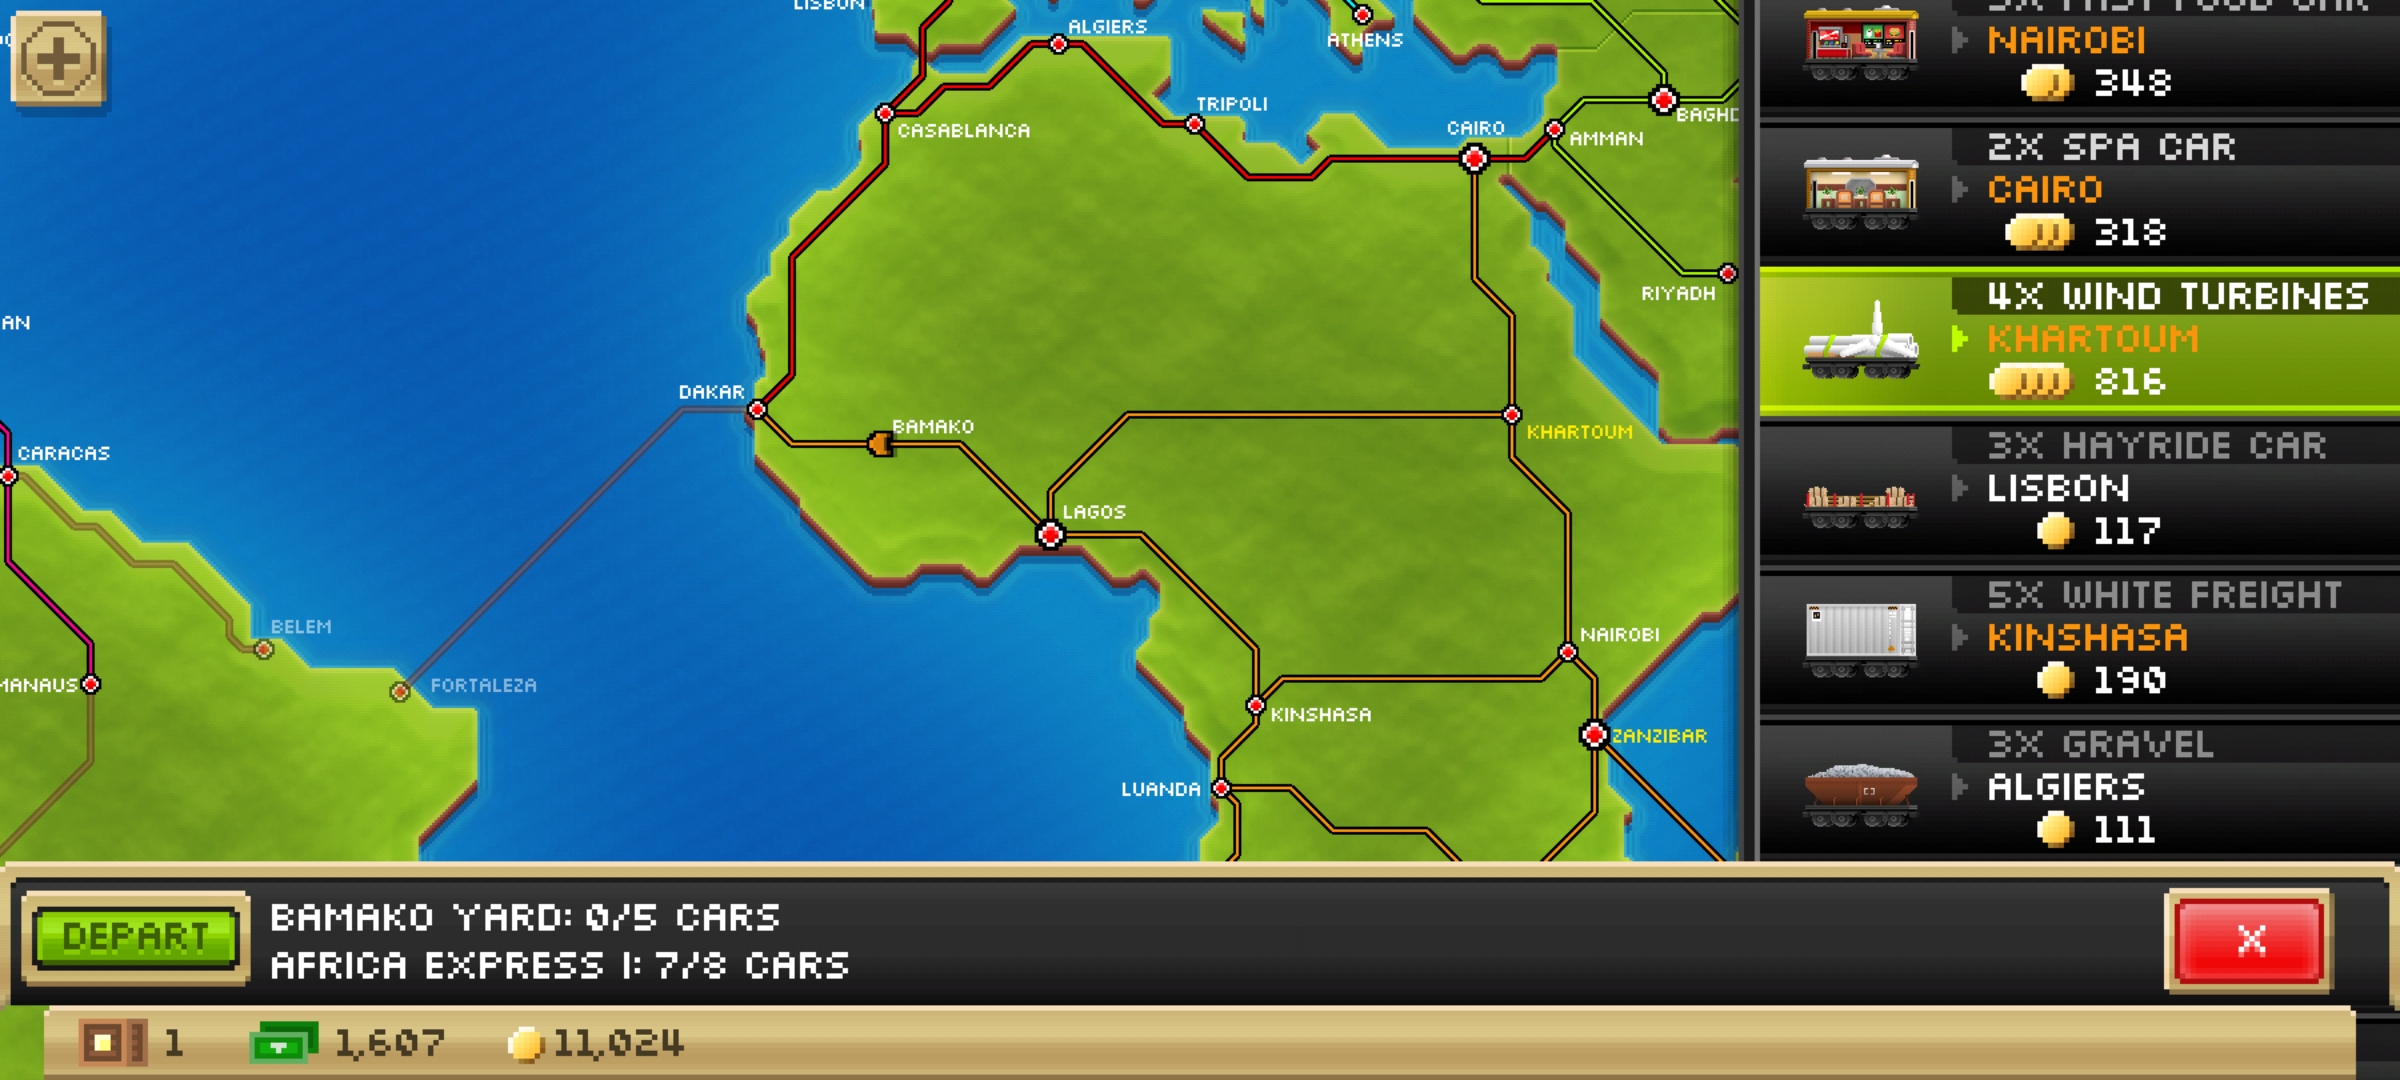 LISBON
ALGIERS
ATHENS
TRIPOLI
CASABLANCA
CAIRO
AMMAN
RIYADH
AN
DAKAR
BAMAKO
KHARTOUM
CARACAS
LAGOS
BELEM
NAIROBI
MANAUS
FORTALEZA
KINSHASA
ZANZIBAR
LUANDA
NAIROBI
348
2X SPA CAR
CAIRO
318
4X WIND TURBINES
KHARTOUM
816
3X HAYRIDE CAR
LISBON
117
5X WHITE FREIGHT
KINSHASA
190
3X GRAVEL
ALGIERS
111
DEPART
BAMAKO YARD: 0/5 CARS
AFRICA EXPRESS I: 7/8 CARS
X
1
1,607
11,024